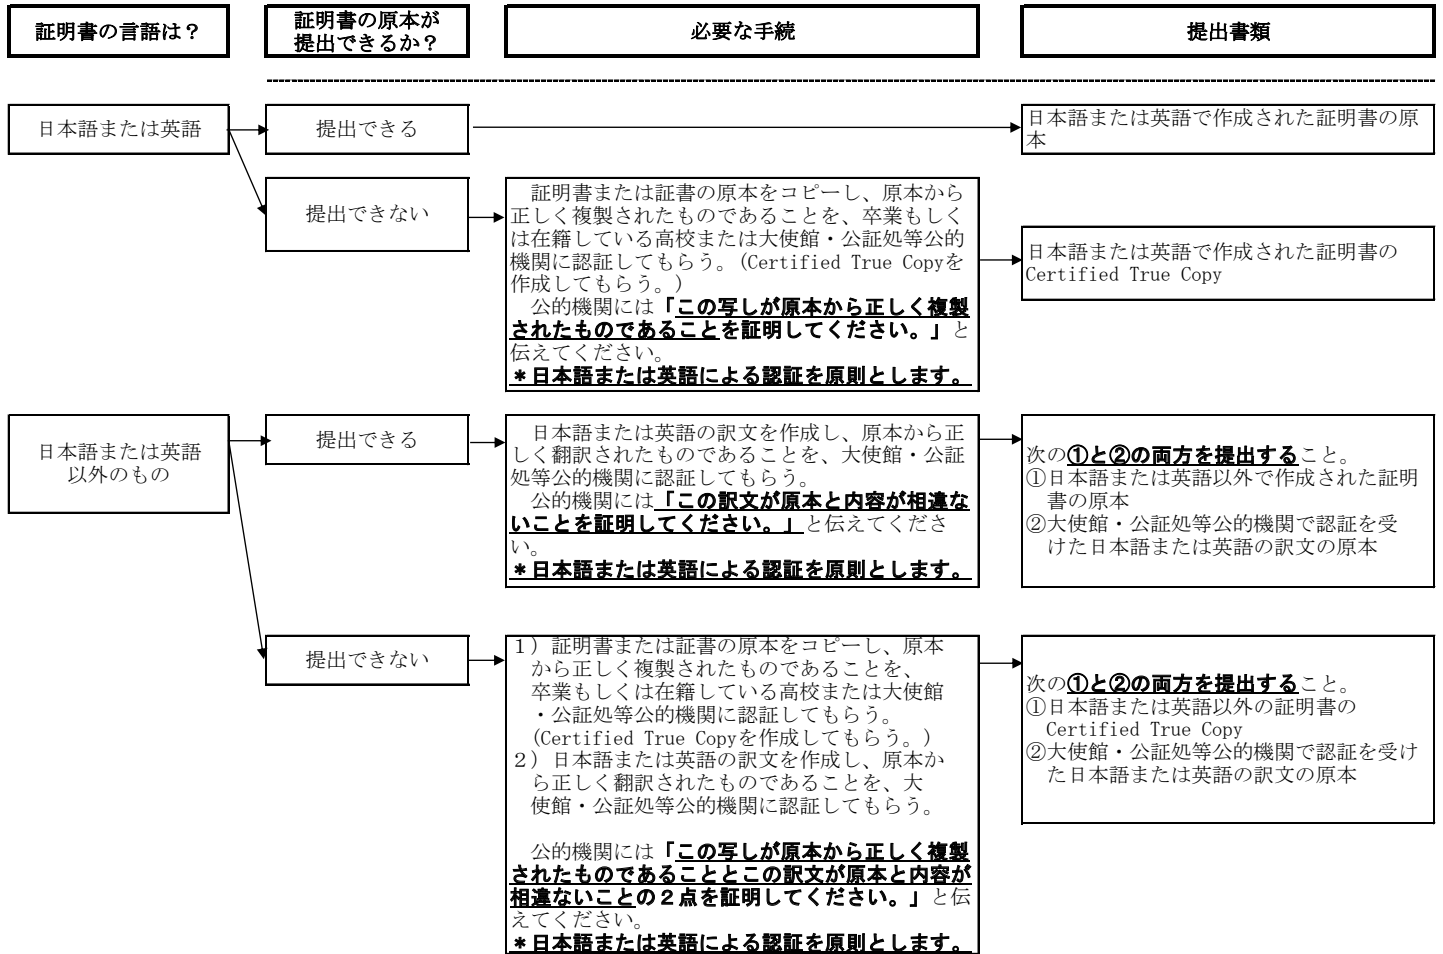 証明書の言語は？
証明書の原本が
提出できるか？
必要な手続
提出書類
日本語または英語
提出できる
日本語または英語で作成された証明書の原
本
提出できない
　証明書または証書の原本をコピーし、原本から
正しく複製されたものであることを、卒業もしく
は在籍している高校または大使館・公証処等公的
機関に認証してもらう。(Certified True Copyを
作成してもらう。)
　公的機関には「この写しが原本から正しく複製
されたものであることを証明してください。」と
伝えてください。
＊日本語または英語による認証を原則とします。
日本語または英語で作成された証明書の
Certified True Copy
日本語または英語
以外のもの
提出できる
　日本語または英語の訳文を作成し、原本から正
しく翻訳されたものであることを、大使館・公証
処等公的機関に認証してもらう。
　公的機関には「この訳文が原本と内容が相違な
いことを証明してください。」と伝えてくださ
い。
＊日本語または英語による認証を原則とします。
次の①と②の両方を提出すること。
①日本語または英語以外で作成された証明
書の原本
②大使館・公証処等公的機関で認証を受
けた日本語または英語の訳文の原本
提出できない
１）証明書または証書の原本をコピーし、原本
から正しく複製されたものであることを、
卒業もしくは在籍している高校または大使館
・公証処等公的機関に認証してもらう。
(Certified True Copyを作成してもらう。)
２）日本語または英語の訳文を作成し、原本か
ら正しく翻訳されたものであることを、大
使館・公証処等公的機関に認証してもらう。
　公的機関には「この写しが原本から正しく複製
されたものであることとこの訳文が原本と内容が
相違ないことの２点を証明してください。」と伝
えてください。
＊日本語または英語による認証を原則とします。
次の①と②の両方を提出すること。
①日本語または英語以外の証明書の
Certified True Copy
②大使館・公証処等公的機関で認証を受け
た日本語または英語の訳文の原本